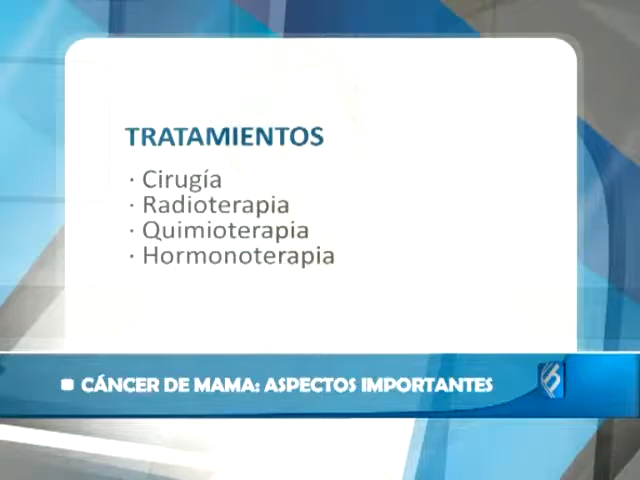 TRATAMIENTOS
· Cirugía
· Radioterapia
· Quimioterapia
· Hormonoterapia
CÁNCER DE MAMA: ASPECTOS IMPORTANTES